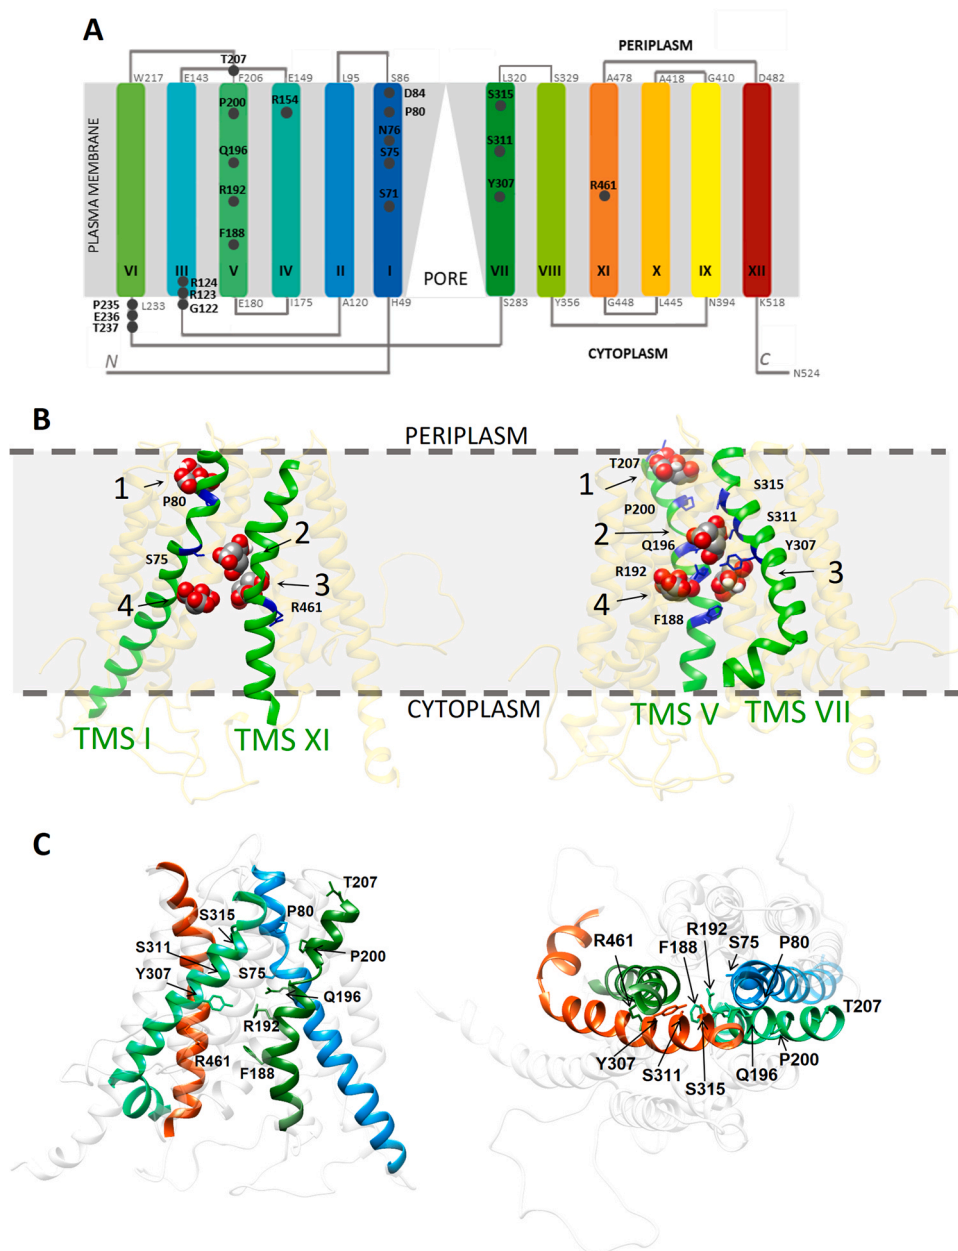 A
PERIPLASM
T207
W217 E143 F206 E149 L95 S86 L320 S329 A478 A418 G410 D482
PLASMA MEMBRANE
D84
S315
P200 R154
P80
N76
S311
Q196 S75
Y307 R461
R192 S71
F188
VI III V IV II I PORE VII VIII XI X IX XII
R124
R123
P235 L233 G122 E180 I175 A120 H49 S283 Y356 G448 L445 N394 K518
E236
T237
CYTOPLASM
N C
N524
B
PERIPLASM
1
P80
2
S75
3
4
R461
TMS I TMS XI
T207
1
S315
P200
S311
2
Q196
Y307
R192
3
4
F188
CYTOPLASM
TMS V TMS VII
C
T207
S315
P80
S311
P200
Y307
S75
Q196
R192
R461
F188
R192
R461
F188
S75
P80
T207
Y307
S311
S315
Q196
P200